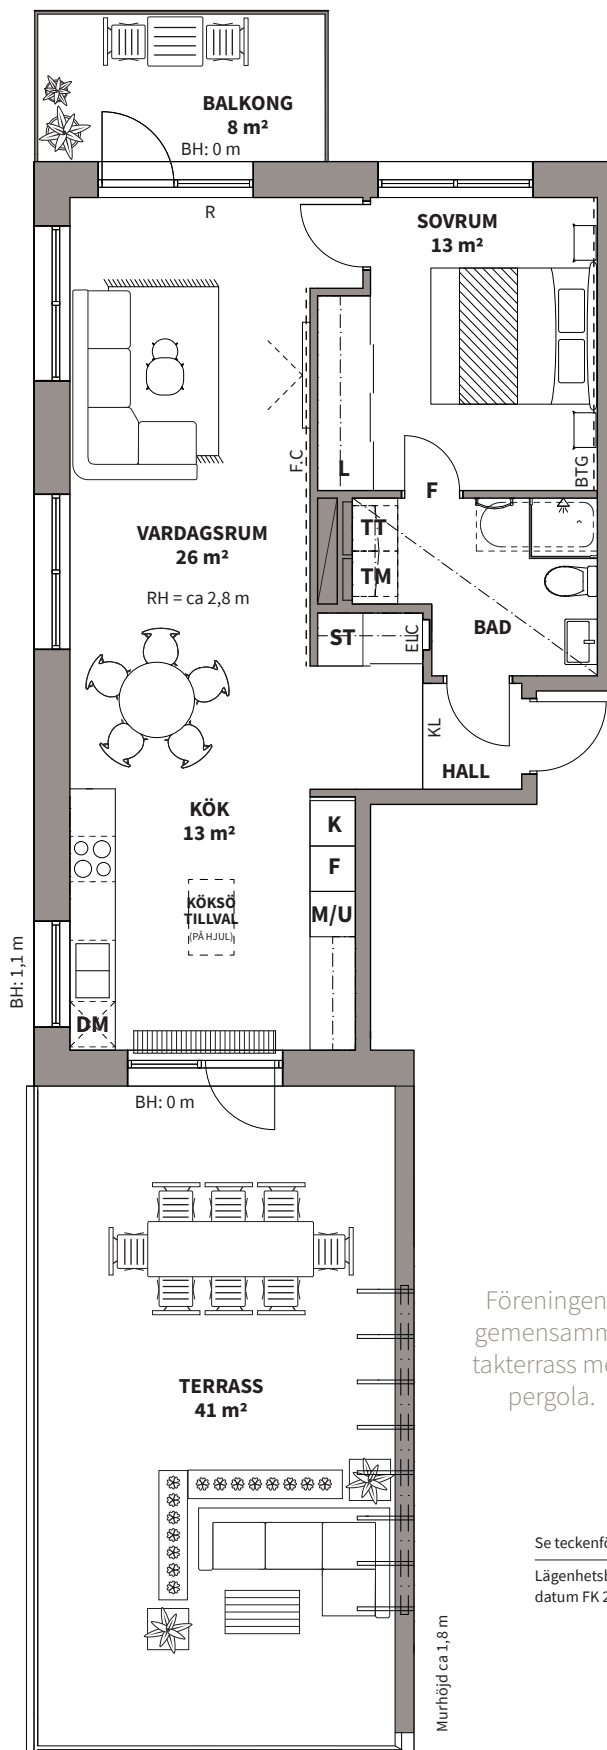 BALKONG
8 m²
BH: 0 m
R
SOVRUM
13 m²
F.C
L
BTG
F
VARDAGSRUM
26 m²
RH = ca 2,8 m
TT
TM
BAD
ST
ELC
KL
HALL
KÖK
13 m²
K
F
M/U
KÖKSÖ
TILLVAL
(PÅ HJUL)
BH: 1,1 m
DM
BH: 0 m
TERRASS
41 m²
Föreningen
gemensamm
takterrass me
pergola.
Se teckenfö
Lägenhetsb
datum FK 2
Murhöjd ca 1,8 m